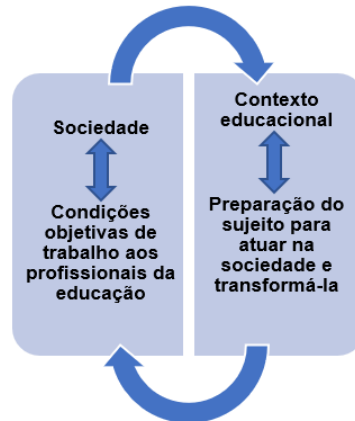 Sociedade
Condições
objetivas de
trabalho aos
profissionais da
educação
Contexto
educacional
Preparação do
sujeito para
atuar na
sociedade e
transformá-la